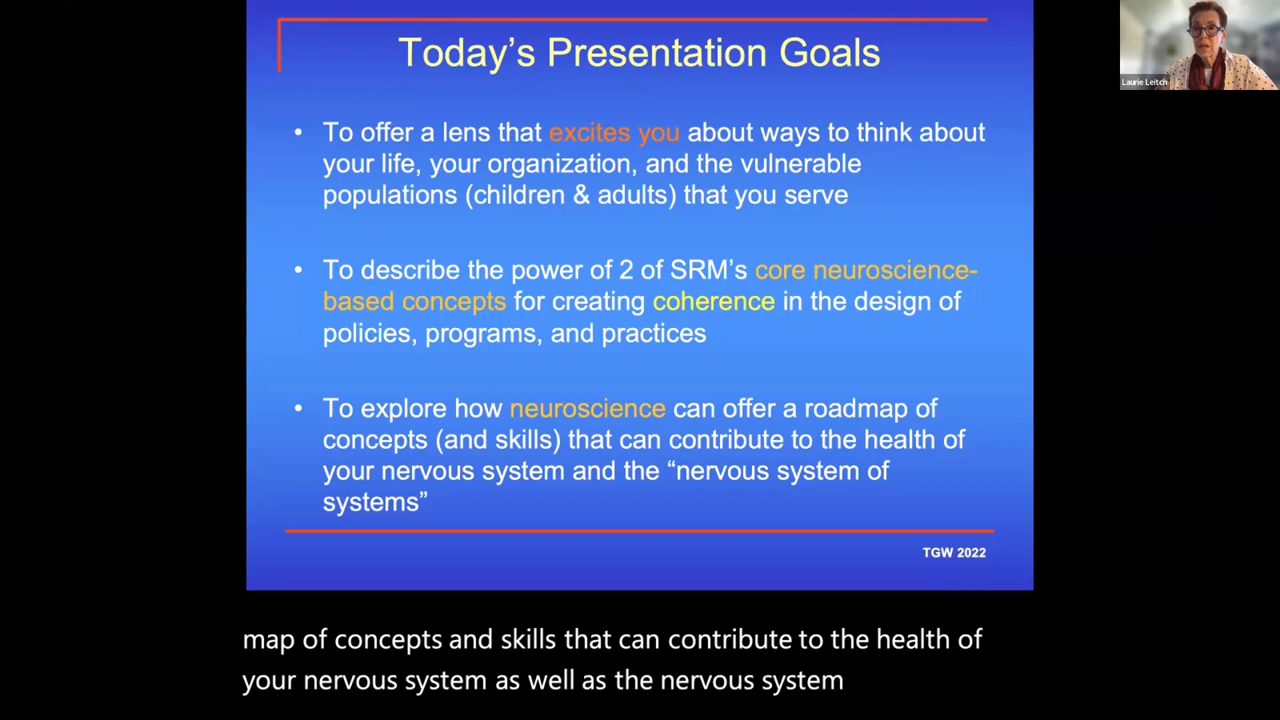 Today's Presentation Goals
Laurie Leitch
• To offer a lens that excites you about ways to think about
your life, your organization, and the vulnerable
populations (children & adults) that you serve
• To describe the power of 2 of SRM's core neuroscience-
based concepts for creating coherence in the design of
policies, programs, and practices
• To explore how neuroscience can offer a roadmap of
concepts (and skills) that can contribute to the health of
your nervous system and the “nervous system of
systems”
TGW 2022
map of concepts and skills that can contribute to the health of
your nervous system as well as the nervous system